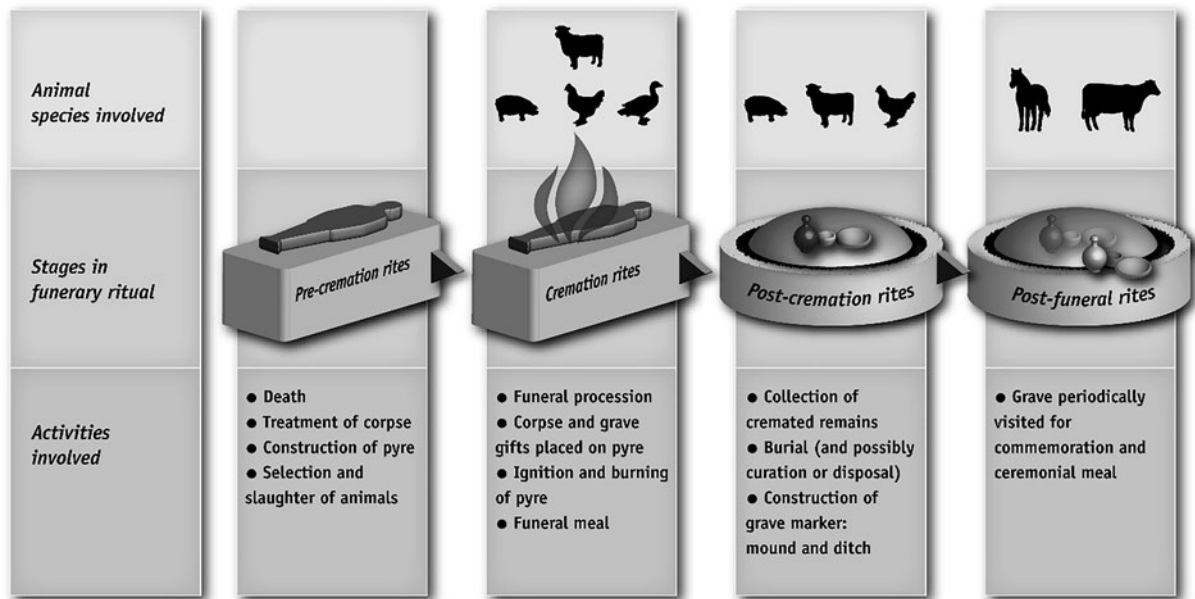 Animal
species involved
Stages in
funerary ritual
Pre-cremation rites
Cremation rites
Post-cremation rites
Post-funeral rites
Activities
involved
● Death
● Treatment of corpse
● Construction of pyre
● Selection and
slaughter of animals
● Funeral procession
● Corpse and grave
gifts placed on pyre
● Ignition and burning
of pyre
● Funeral meal
● Collection of
cremated remains
● Burial (and possibly
curation or disposal)
● Construction of
grave marker:
mound and ditch
● Grave periodically
visited for
commemoration and
ceremonial meal